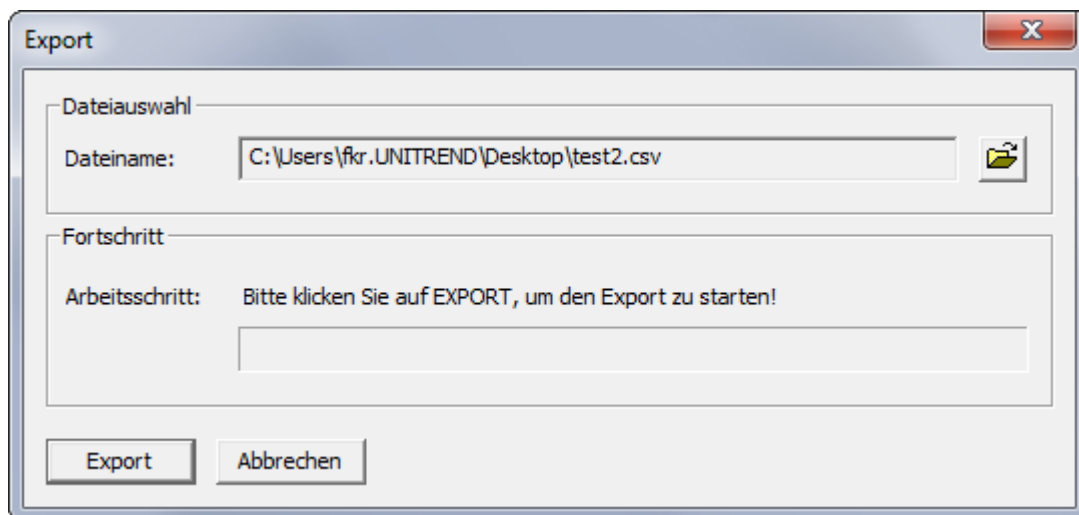 Export
Dateiauswahl
Dateiname: C:\Users\fkr.UNITREND\Desktop\test2.csv
Fortschritt
Arbeitsschritt: Bitte klicken Sie auf EXPORT, um den Export zu starten!
Export Abbrechen